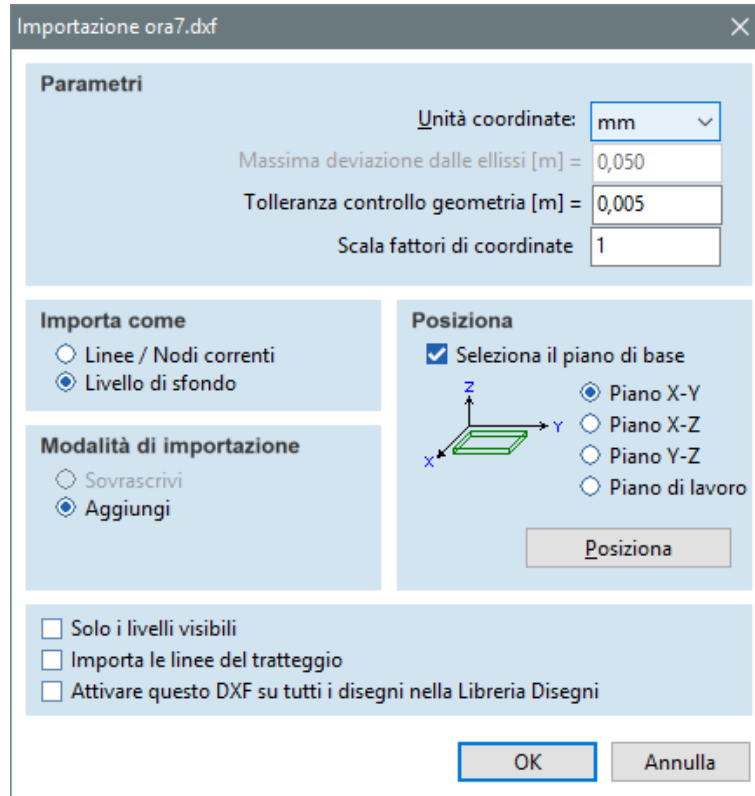 Importazione ora7.dxf
Parametri
Unità coordinate: mm
Massima deviazione dalle ellissi [m] = 0,050
Tolleranza controllo geometria [m] = 0,005
Scala fattori di coordinate 1
Importa come
Linee / Nodi correnti
Livello di sfondo
Modalità di importazione
Sovrascrivi
Aggiungi
Posiziona
Seleziona il piano di base
Z
Y
X
Piano X-Y
Piano X-Z
Piano Y-Z
Piano di lavoro
Posiziona
Solo i livelli visibili
Importa le linee del tratteggio
Attivare questo DXF su tutti i disegni nella Libreria Disegni
OK Annulla